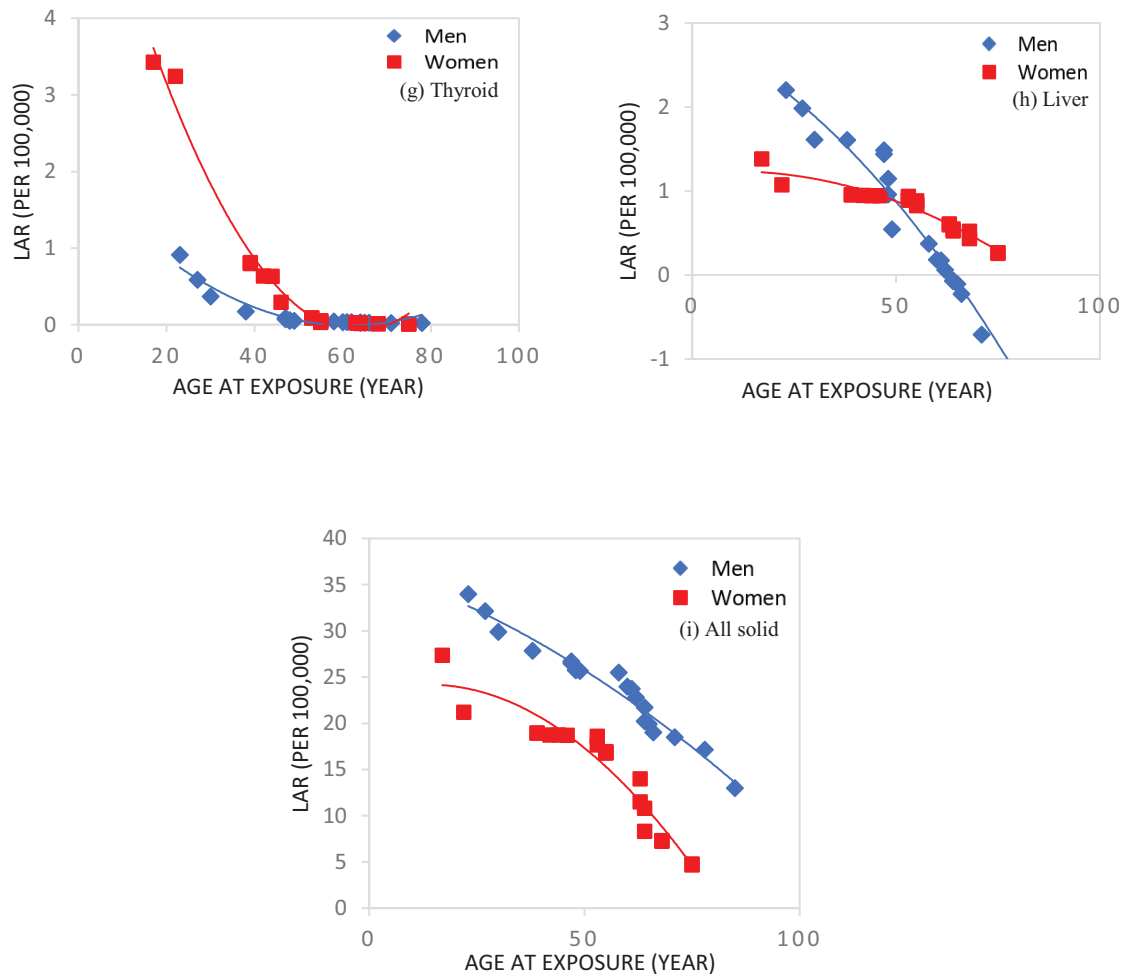 4
3
2
1
0
0
20
40
60
80
100
LAR (PER 100,000)
AGE AT EXPOSURE (YEAR)
Men
Women
(g) Thyroid
3
2
1
0
-1
0
50
100
LAR (PER 100,000)
AGE AT EXPOSURE (YEAR)
Men
Women
(h) Liver
40
35
30
25
20
15
10
5
0
0
50
100
LAR (PER 100,000)
AGE AT EXPOSURE (YEAR)
Men
Women
(i) All solid